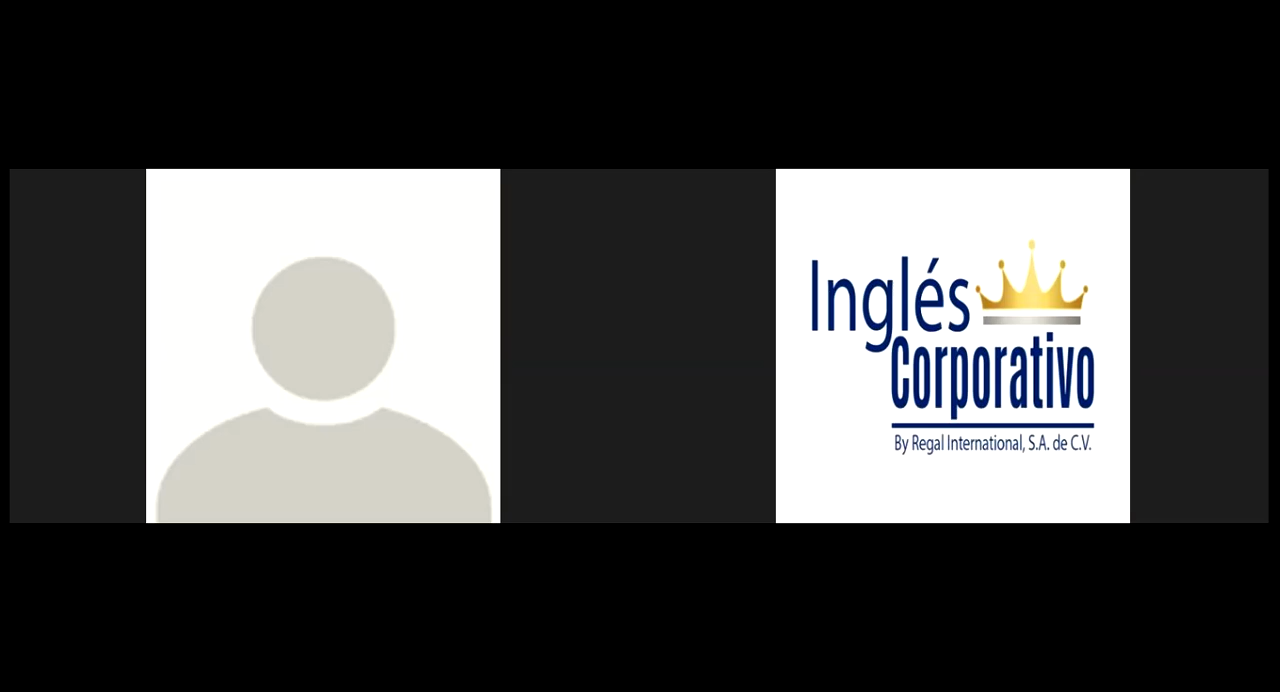 Inglés
Corporativo
By Regal International, S.A. de C.V.